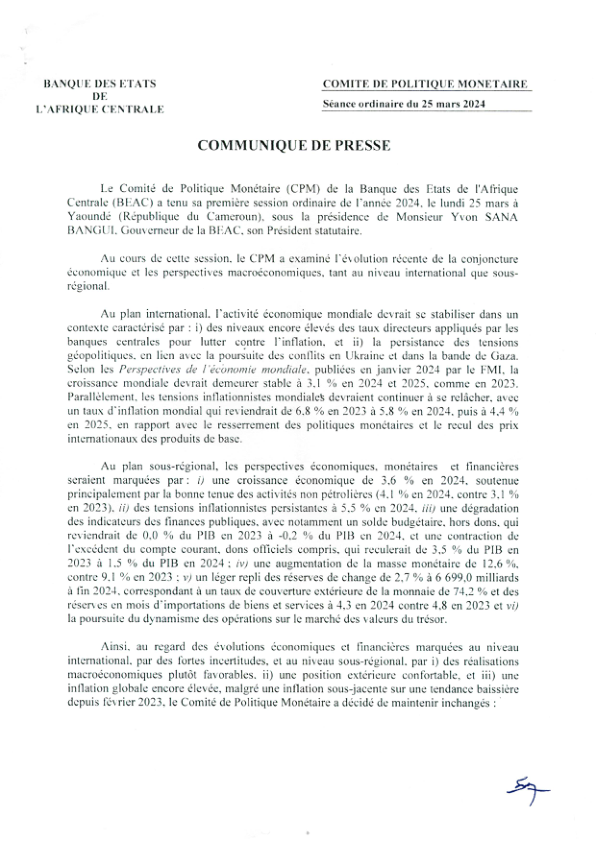 BANQUE DES ETATS
DE
L'AFRIQUE CENTRALE
COMITE DE POLITIQUE MONETAIRE
Séance ordinaire du 25 mars 2024
COMMUNIQUE DE PRESSE
Le Comité de Politique Monétaire (CPM) de la Banque des Etats de l'Afrique
Centrale (BEAC) a tenu sa première session ordinaire de l'année 2024, le lundi 25 mars à
Yaoundé (République du Cameroun), sous la présidence de Monsieur Yvon SANA
BANGUI, Gouverneur de la BEAC, son Président statutaire.
Au cours de cette session, le CPM a examiné l'évolution récente de la conjoncture
économique et les perspectives macroéconomiques, tant au niveau international que sous-
régional.
Au plan international, l'activité économique mondiale devrait se stabiliser dans un
contexte caractérisé par : i) des niveaux encore élevés des taux directeurs appliqués par les
banques centrales pour lutter contre l'inflation, et ii) la persistance des tensions
géopolitiques, en lien avec la poursuite des conflits en Ukraine et dans la bande de Gaza.
Selon les Perspectives de l'économie mondiale, publiées en janvier 2024 par le FMI, la
croissance mondiale devrait demeurer stable à 3,1 % en 2024 et 2025, comme en 2023.
Parallèlement, les tensions inflationnistes mondiales devraient continuer à se relâcher, avec
un taux d'inflation mondial qui reviendrait de 6,8 % en 2023 à 5,8 % en 2024, puis à 4,4 %
en 2025, en rapport avec le resserrement des politiques monétaires et le recul des prix
internationaux des produits de base.
Au plan sous-régional, les perspectives économiques, monétaires et financières
seraient marquées par : i) une croissance économique de 3,6 % en 2024, soutenue
principalement par la bonne tenue des activités non pétrolières (4,1 % en 2024, contre 3,1 %
en 2023), ii) des tensions inflationnistes persistantes à 5,5 % en 2024, iii) une dégradation
des indicateurs des finances publiques, avec notamment un solde budgétaire, hors dons, qui
reviendrait de 0,0 % du PIB en 2023 à -0,2 % du PIB en 2024, et une contraction de
l'excédent du compte courant, dons officiels compris, qui reculerait de 3,5 % du PIB en
2023 à 1,5 % du PIB en 2024 ; iv) une augmentation de la masse monétaire de 12,6 %,
contre 9,1 % en 2023 ; v) un léger repli des réserves de change de 2,7 % à 6 699,0 milliards
à fin 2024, correspondant à un taux de couverture extérieure de la monnaie de 74,2 % et des
réserves en mois d'importations de biens et services à 4,3 en 2024 contre 4,8 en 2023 et vi)
la poursuite du dynamisme des opérations sur le marché des valeurs du trésor.
Ainsi, au regard des évolutions économiques et financières marquées au niveau
international, par des fortes incertitudes, et au niveau sous-régional, par i) des réalisations
macroéconomiques plutôt favorables, ii) une position extérieure confortable, et iii) une
inflation globale encore élevée, malgré une inflation sous-jacente sur une tendance baissière
depuis février 2023, le Comité de Politique Monétaire a décidé de maintenir inchangés :